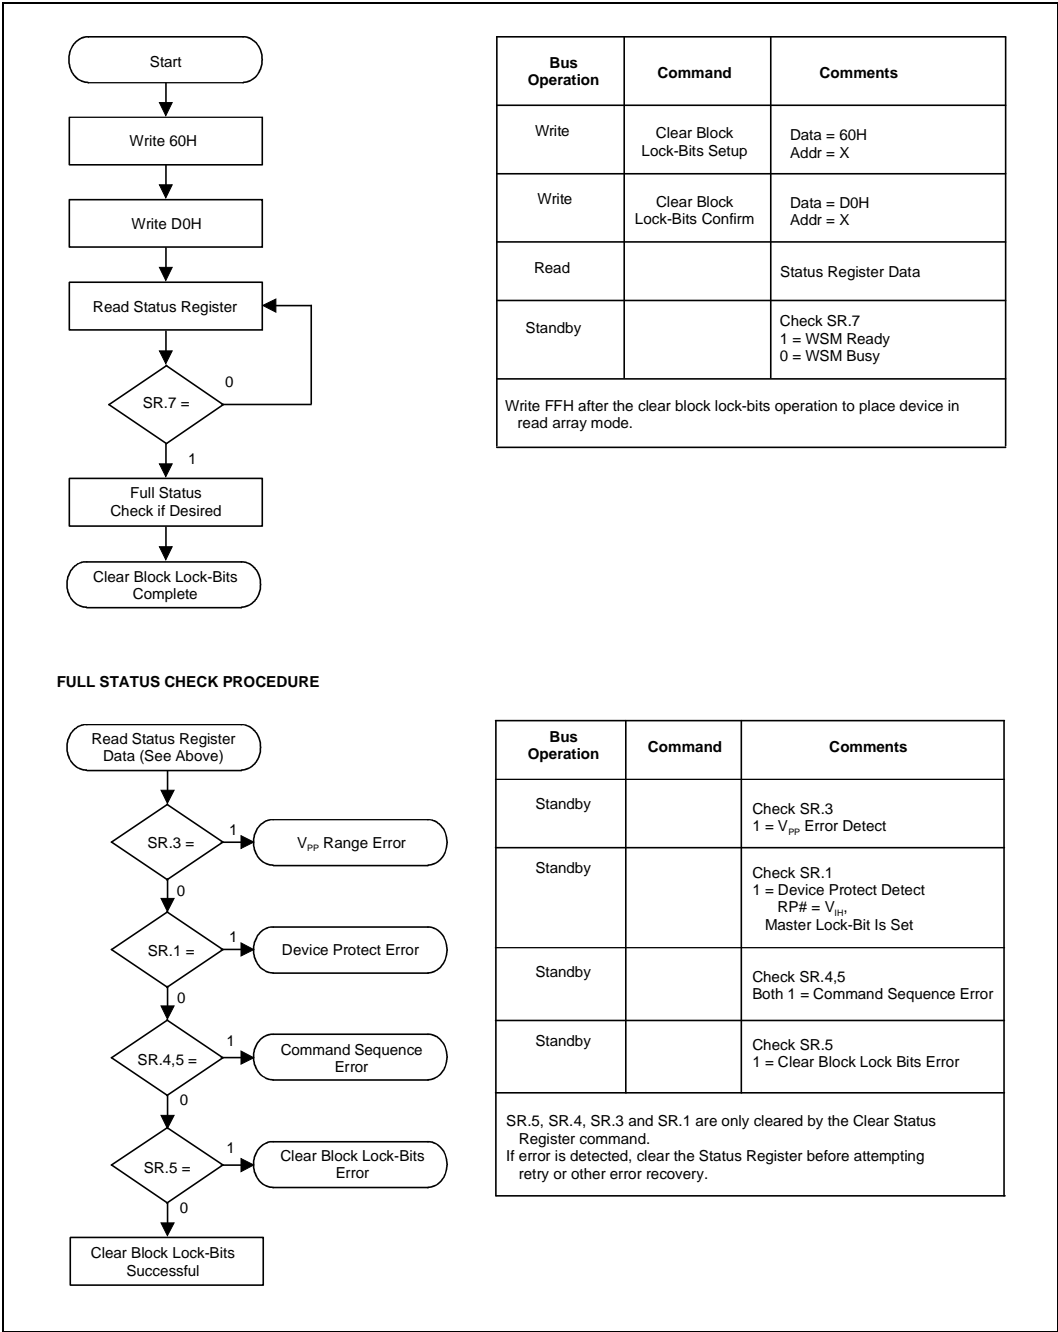 Start
Write 60H
Write D0H
Read Status Register
0
SR.7 =
1
Full Status
Check if Desired
Clear Block Lock-Bits
Complete
Bus
Operation
Command
Comments
Write
Clear Block
Lock-Bits Setup
Data = 60H
Addr = X
Write
Clear Block
Lock-Bits Confirm
Data = D0H
Addr = X
Read
Status Register Data
Standby
Check SR.7
1 = WSM Ready
0 = WSM Busy
Write FFH after the clear block lock-bits operation to place device in
read array mode.
FULL STATUS CHECK PROCEDURE
Read Status Register
Data (See Above)
SR.3 =
1
VPP Range Error
0
SR.1 =
1
Device Protect Error
0
SR.4,5 =
1
Command Sequence
Error
0
SR.5 =
1
Clear Block Lock-Bits
Error
0
Clear Block Lock-Bits
Successful
Bus
Operation
Command
Comments
Standby
Check SR.3
1 = VPP Error Detect
Standby
Check SR.1
1 = Device Protect Detect
RP# = VIH,
Master Lock-Bit Is Set
Standby
Check SR.4,5
Both 1 = Command Sequence Error
Standby
Check SR.5
1 = Clear Block Lock Bits Error
SR.5, SR.4, SR.3 and SR.1 are only cleared by the Clear Status
Register command.
If error is detected, clear the Status Register before attempting
retry or other error recovery.